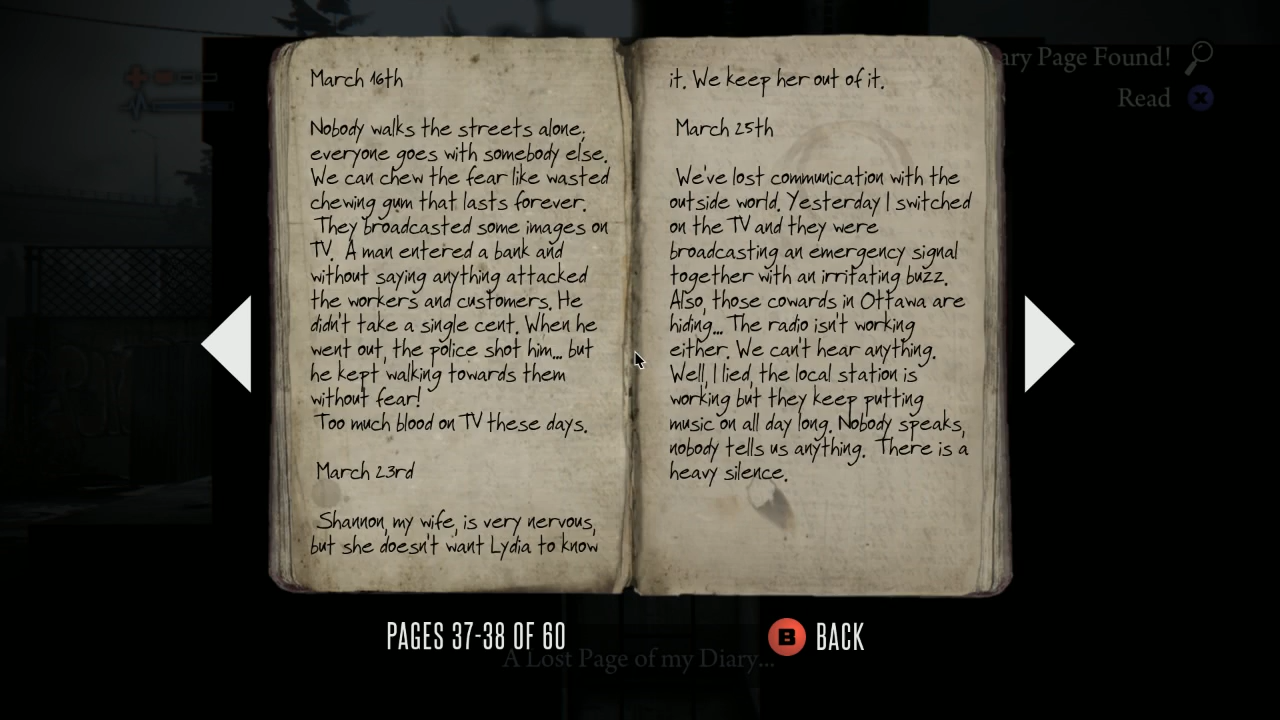 March 16th
Nobody walks the streets alone;
everyone goes with somebody else.
We can chew the fear like wasted
chewing gum that lasts forever.
They broadcasted some images on
TV. A man entered a bank and
without saying anything attacked
the workers and customers. He
didn't take a single cent. When he
went out, the police shot him... but
he kept walking towards them
without fear!
Too much blood on TV these days.
March 23rd
Shannon, my wife, is very nervous,
but she doesn't want Lydia to know
it. We keep her out of it.
March 25th
We've lost communication with the
outside world. Yesterday I switched
on the TV and they were
broadcasting an emergency signal
together with an irritating buzz.
Also, those cowards in Ottawa are
hiding... The radio isn't working
either. We can't hear anything.
Well, I lied, the local station is
working but they keep putting
music on all day long. Nobody speaks,
nobody tells us anything. There is a
heavy silence.
ary Page Found!
Read X
PAGES 37-38 OF 60
B BACK
A Lost Page of my Diary...